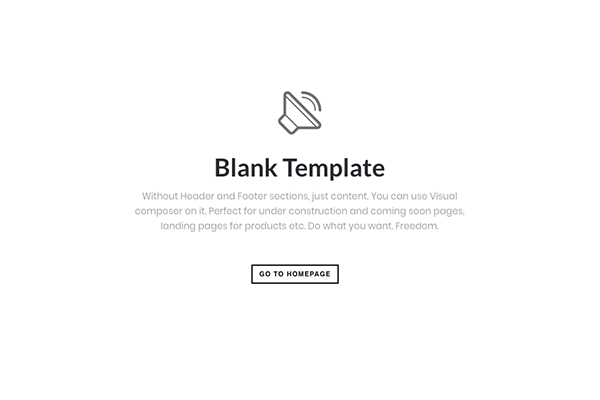 Blank Template
Without Header and Footer sections, just content. You can use Visual
composer on it. Perfect for under construction and coming soon pages,
landing pages for products etc. Do what you want. Freedom.
GO TO HOMEPAGE